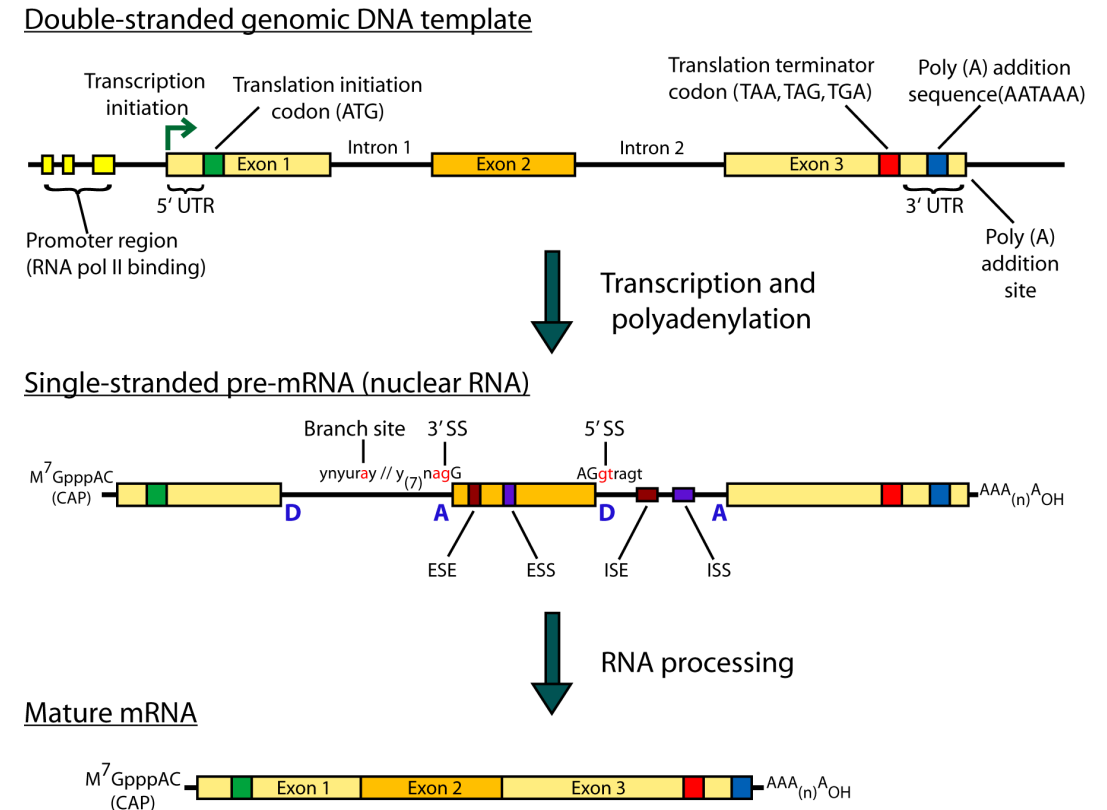 Double-stranded genomic DNA template
Transcription
initiation
Translation initiation
codon (ATG)
Translation terminator
codon (TAA, TAG, TGA)
Poly (A) addition
sequence(AATAAA)
Exon 1
Intron 1
Exon 2
Intron 2
Exon 3
5‘ UTR
3‘ UTR
Promoter region
(RNA pol II binding)
Poly (A)
addition
site
Transcription and
polyadenylation
Single-stranded pre-mRNA (nuclear RNA)
Branch site
3’ SS
5’ SS
ynyuray // y(7)nagG
AGgtragt
M7GpppAC
(CAP)
AAA(n)AOH
D
A
D
A
ESE
ESS
ISE
ISS
RNA processing
Mature mRNA
M7GpppAC
(CAP)
Exon 1
Exon 2
Exon 3
AAA(n)AOH